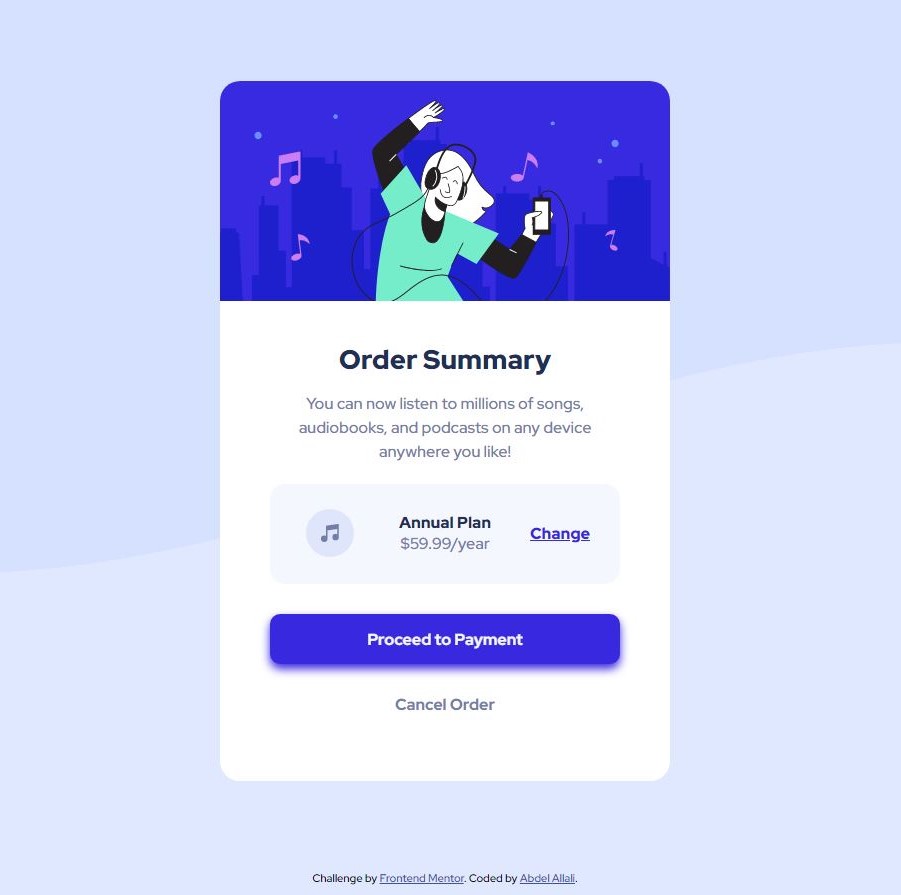 Order Summary
You can now listen to millions of songs,
audiobooks, and podcasts on any device
anywhere you like!
Annual Plan
$59.99/year
Change
Proceed to Payment
Cancel Order
Challenge by Frontend Mentor. Coded by Abdel Allali.